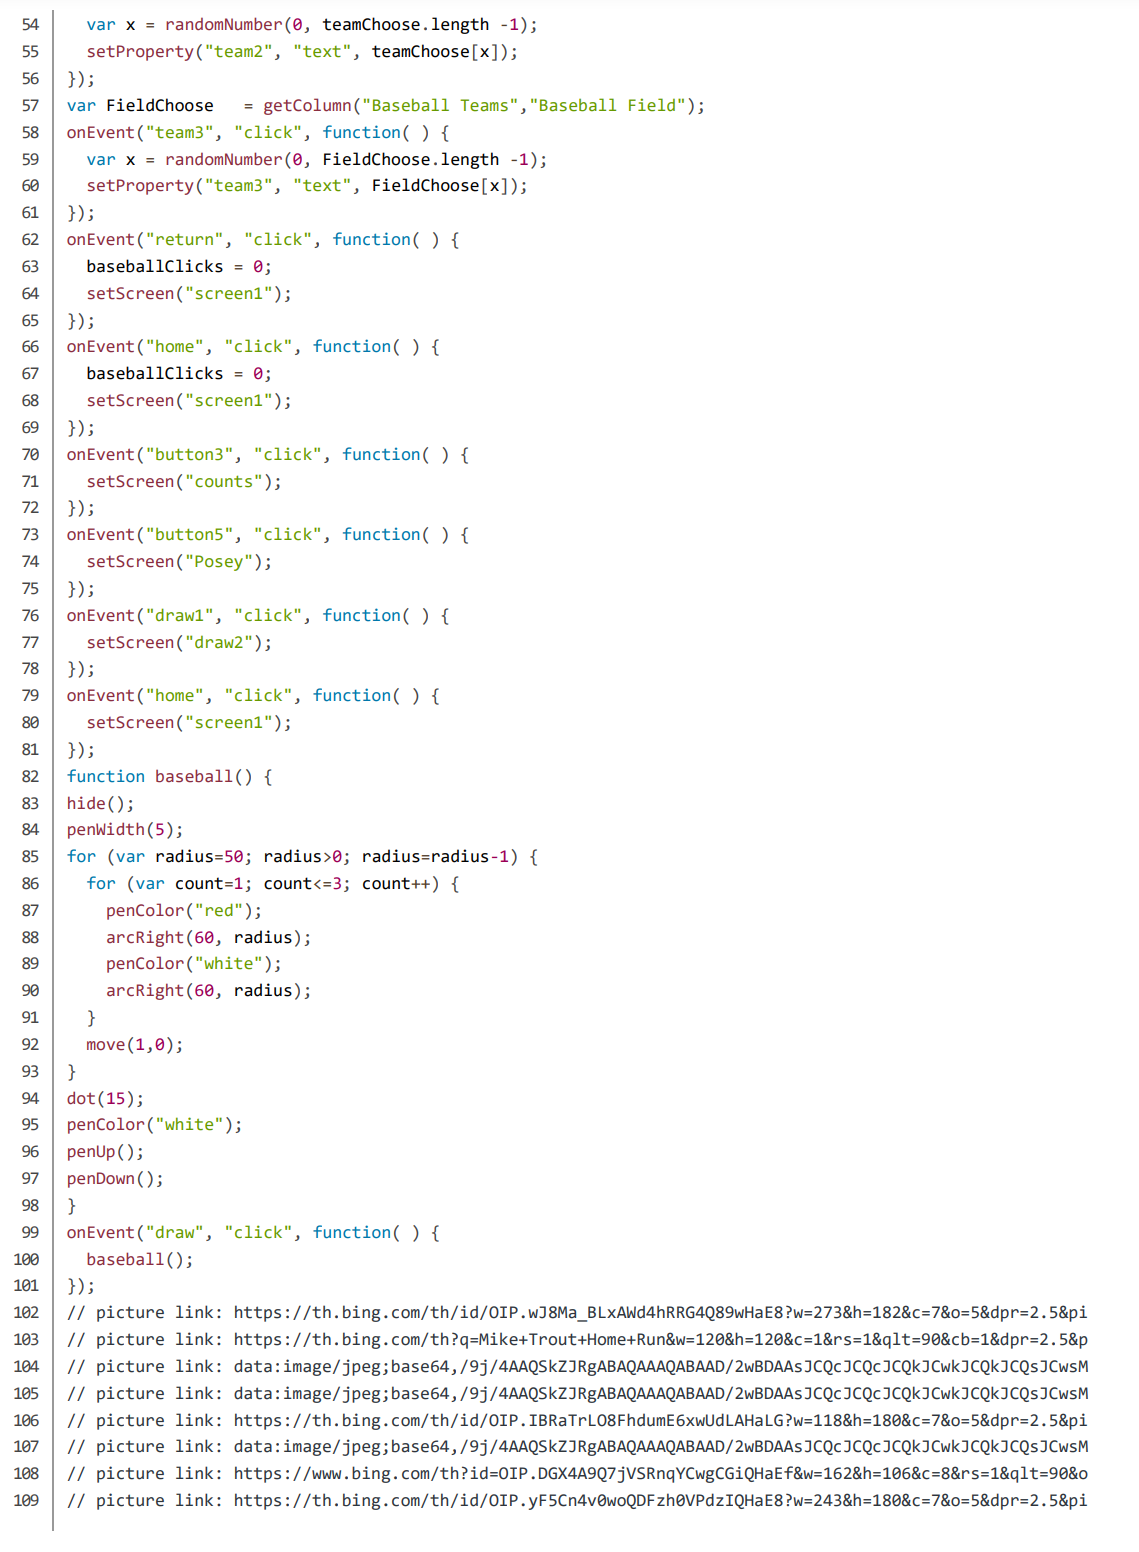 54 var x = randomNumber(0, teamChoose.length -1);
55 setProperty("team2", "text", teamChoose[x]);
56 });
57 var FieldChoose   = getColumn("Baseball Teams","Baseball Field");
58 onEvent("team3", "click", function( ) {
59 var x = randomNumber(0, FieldChoose.length -1);
60 setProperty("team3", "text", FieldChoose[x]);
61 });
62 onEvent("return", "click", function( ) {
63 baseballClicks = 0;
64 setScreen("screen1");
65 });
66 onEvent("home", "click", function( ) {
67 baseballClicks = 0;
68 setScreen("screen1");
69 });
70 onEvent("button3", "click", function( ) {
71 setScreen("counts");
72 });
73 onEvent("button5", "click", function( ) {
74 setScreen("Posey");
75 });
76 onEvent("draw1", "click", function( ) {
77 setScreen("draw2");
78 });
79 onEvent("home", "click", function( ) {
80 setScreen("screen1");
81 });
82 function baseball() {
83 hide();
84 penWidth(5);
85 for (var radius=50; radius>0; radius=radius-1) {
86 for (var count=1; count<=3; count++) {
87 penColor("red");
88 arcRight(60, radius);
89 penColor("white");
90 arcRight(60, radius);
91 }
92 move(1,0);
93 }
94 dot(15);
95 penColor("white");
96 penUp();
97 penDown();
98 }
99 onEvent("draw", "click", function( ) {
100 baseball();
101 });
102 // picture link: https://th.bing.com/th/id/OIP.wJ8Ma_BLxAWd4hRRG4Q89wHaE8?w=273&h=182&c=7&o=5&dpr=2.5&pi
103 // picture link: https://th.bing.com/th?q=Mike+Trout+Home+Run&w=120&h=120&c=1&rs=1&qlt=90&cb=1&dpr=2.5&p
104 // picture link: data:image/jpeg;base64,/9j/4AAQSkZJRgABAQAAAQABAAD/2wBDAAsJCQcJCQcJCQkJCwkJCQkJCQsJCwsM
105 // picture link: data:image/jpeg;base64,/9j/4AAQSkZJRgABAQAAAQABAAD/2wBDAAsJCQcJCQcJCQkJCwkJCQkJCQsJCwsM
106 // picture link: https://th.bing.com/th/id/OIP.IBRaTrLO8FhdumE6xwUdLAHaLG?w=118&h=180&c=7&o=5&dpr=2.5&pi
107 // picture link: data:image/jpeg;base64,/9j/4AAQSkZJRgABAQAAAQABAAD/2wBDAAsJCQcJCQcJCQkJCwkJCQkJCQsJCwsM
108 // picture link: https://www.bing.com/th?id=OIP.DGX4A9Q7jVSRnqYCwgCGiQHaEf&w=162&h=106&c=8&rs=1&qlt=90&o
109 // picture link: https://th.bing.com/th/id/OIP.yF5Cn4v0woQDFzh0VPdzIQHaE8?w=243&h=180&c=7&o=5&dpr=2.5&pi